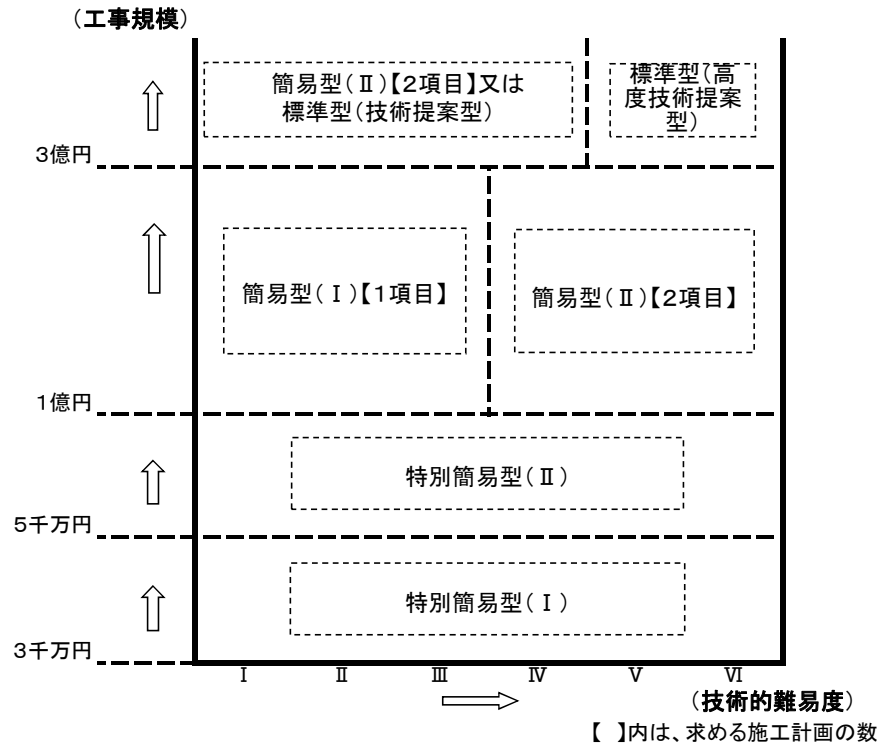 （工事規模）
簡易型（Ⅱ）【２項目】又は
標準型（技術提案型）
標準型（高
度技術提案
型）
３億円
簡易型（Ⅰ）【１項目】
簡易型（Ⅱ）【２項目】
１億円
特別簡易型（Ⅱ）
５千万円
特別簡易型（Ⅰ）
３千万円
Ⅰ Ⅱ Ⅲ Ⅳ Ⅴ Ⅵ
（技術的難易度）
【　】内は、求める施工計画の数